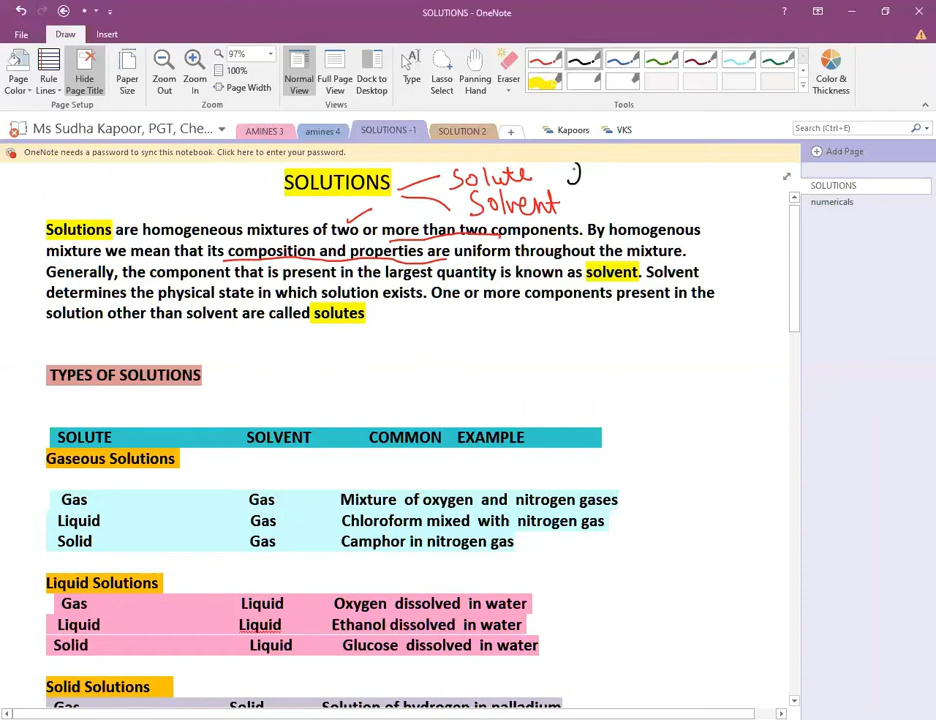 SOLUTIONS - OneNote
File Draw Insert
Page Color Rule Lines Hide Page Title Paper Size Zoom Out Zoom In 97% 100% Page Width Normal View Full Page View Dock to Desktop Type Lasso Select Panning Hand Eraser Color & Thickness
Page Setup Zoom Views Tools
Ms Sudha Kapoor, PGT, Che... AMINES 3 amines 4 SOLUTIONS -1 SOLUTION 2 Kapoors VKS Search (Ctrl+E)
OneNote needs a password to sync this notebook. Click here to enter your password.
Add Page
SOLUTIONS
numericals
SOLUTIONS
Solute
Solvent
Solutions are homogeneous mixtures of two or more than two components. By homogenous
mixture we mean that its composition and properties are uniform throughout the mixture.
Generally, the component that is present in the largest quantity is known as solvent. Solvent
determines the physical state in which solution exists. One or more components present in the
solution other than solvent are called solutes
TYPES OF SOLUTIONS
SOLUTE SOLVENT COMMON EXAMPLE
Gaseous Solutions
Gas Gas Mixture of oxygen and nitrogen gases
Liquid Gas Chloroform mixed with nitrogen gas
Solid Gas Camphor in nitrogen gas
Liquid Solutions
Gas Liquid Oxygen dissolved in water
Liquid Liquid Ethanol dissolved in water
Solid Liquid Glucose dissolved in water
Solid Solutions
Gas Solid Solution of hydrogen in palladium